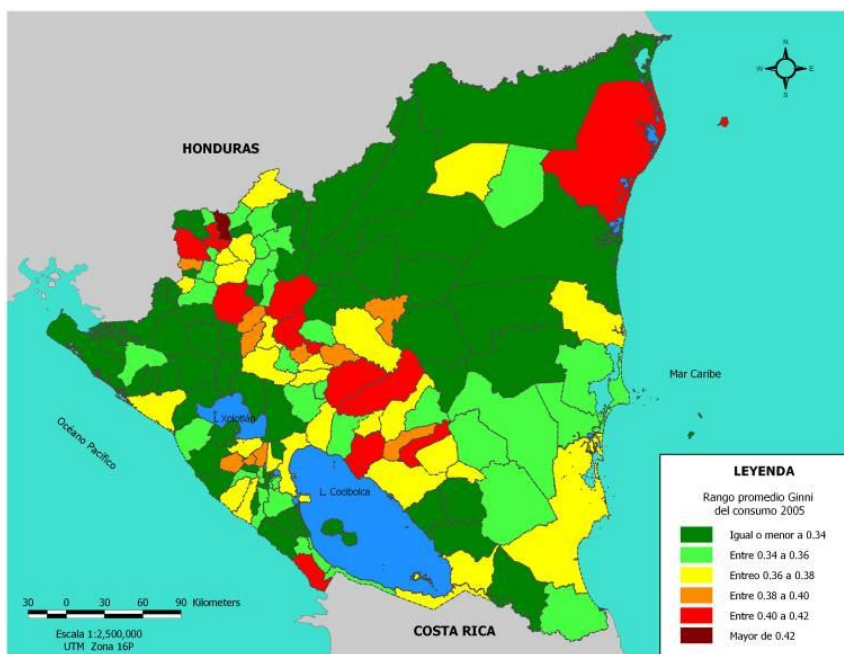 N
W
E
S
HONDURAS
Mar Caribe
L. Xolotlán
Océano Pacífico
L. Cocibolca
COSTA RICA
30 0 30 60 90 Kilometers
Escala 1:2,500,000
UTM Zona 16P
LEYENDA
Rango promedio Ginni
del consumo 2005
Igual o menor a 0.34
Entre 0.34 a 0.36
Entreo 0.36 a 0.38
Entre 0.38 a 0.40
Entre 0.40 a 0.42
Mayor de 0.42